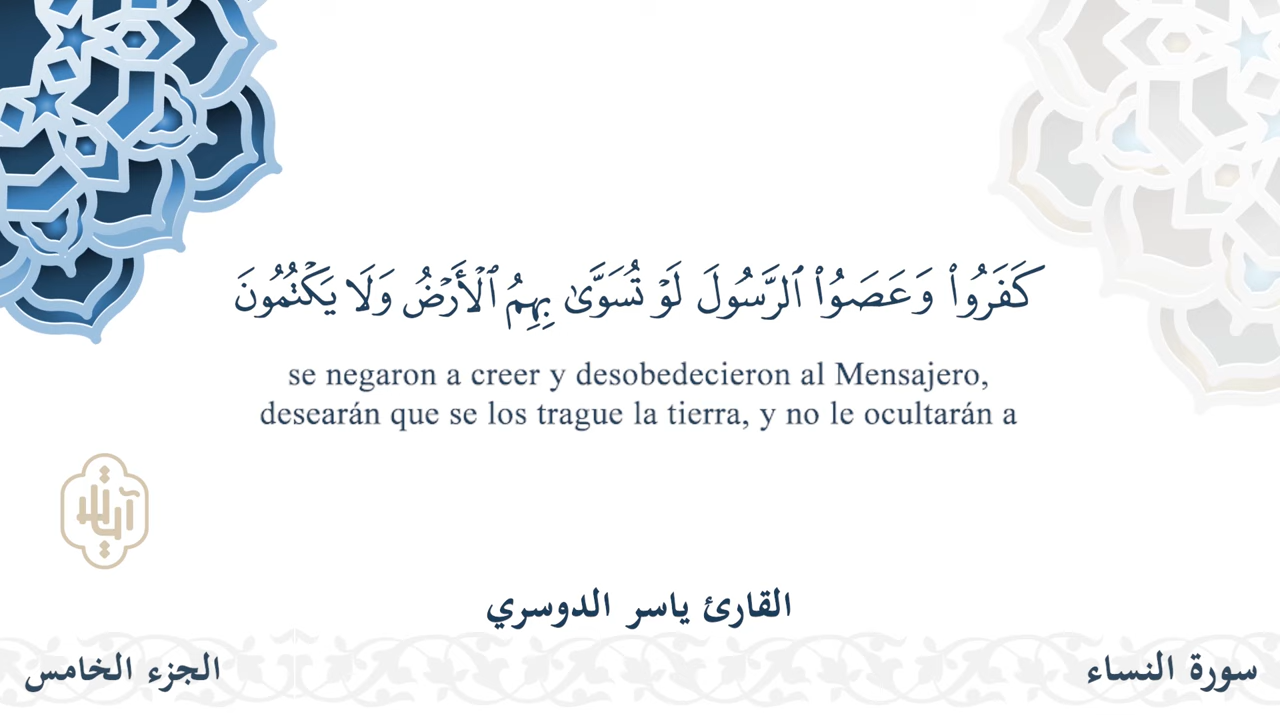 كَفَرُوا۟ وَعَصَوُا۟ ٱلرَّسُولَ لَوْ تُسَوَّىٰ بِهِمُ ٱلْأَرْضُ وَلَا يَكْتُمُونَ
se negaron a creer y desobedecieron al Mensajero,
desearán que se los trague la tierra, y no le ocultarán a
القارئ ياسر الدوسري
سورة النساء
الجزء الخامس